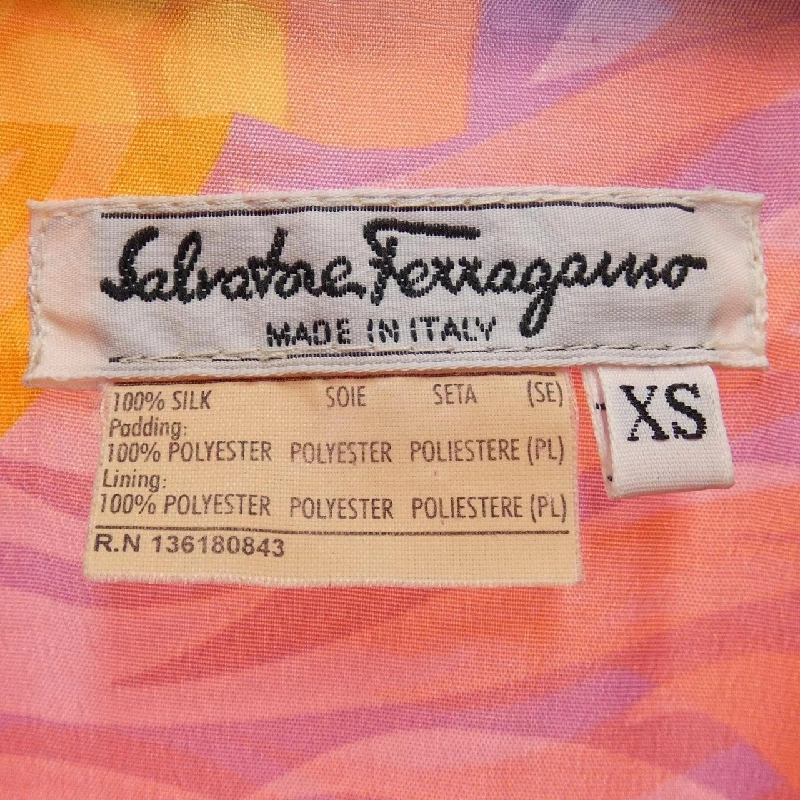 Salvatore Ferragamo
MADE IN ITALY
XS
100% SILK SOIE SETA (SE)
Padding:
100% POLYESTER POLYESTER POLIESTERE (PL)
Lining:
100% POLYESTER POLYESTER POLIESTERE (PL)
R.N 136180843